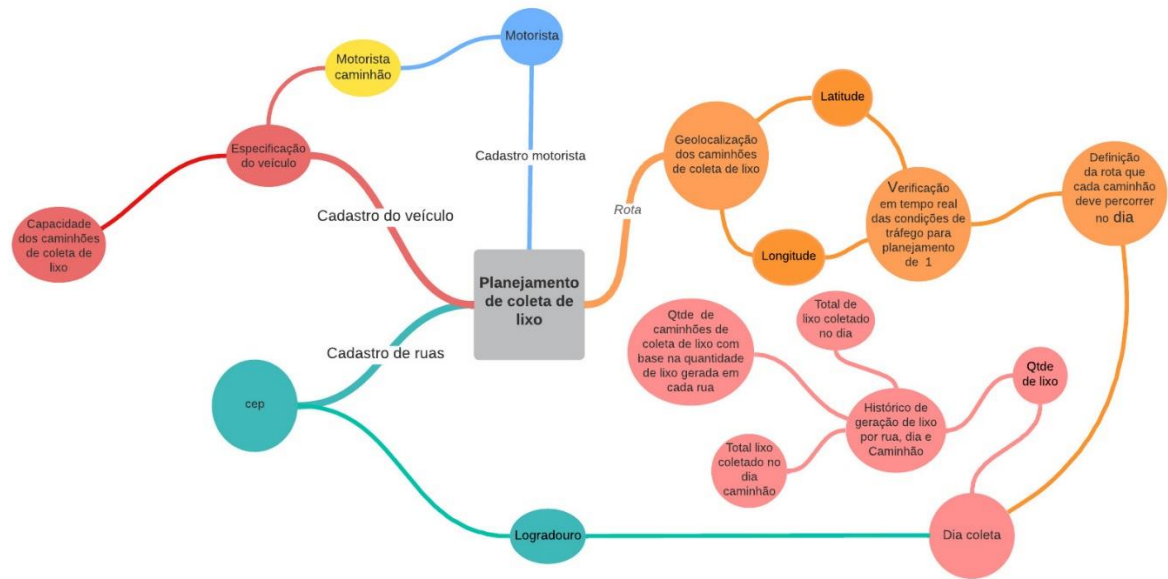 Motorista
Motorista
caminhão
Especificação
do veículo
Capacidade
dos caminhões
de coleta de
lixo
Cadastro motorista
Cadastro do veículo
Planejamento
de coleta de
lixo
Cadastro de ruas
cep
Logradouro
Rota
Geolocalização
dos caminhões
de coleta de lixo
Latitude
Longitude
Verificação
em tempo real
das condições de
tráfego para
planejamento
de 1
Definição
da rota que
cada caminhão
deve percorrer
no dia
Total de
lixo coletado
no dia
Qtde de
caminhões de
coleta de lixo com
base na quantidade
de lixo gerada em
cada rua
Qtde
de lixo
Histórico de
geração de lixo
por rua, dia e
Caminhão
Total lixo
coletado no
dia
caminhão
Dia coleta